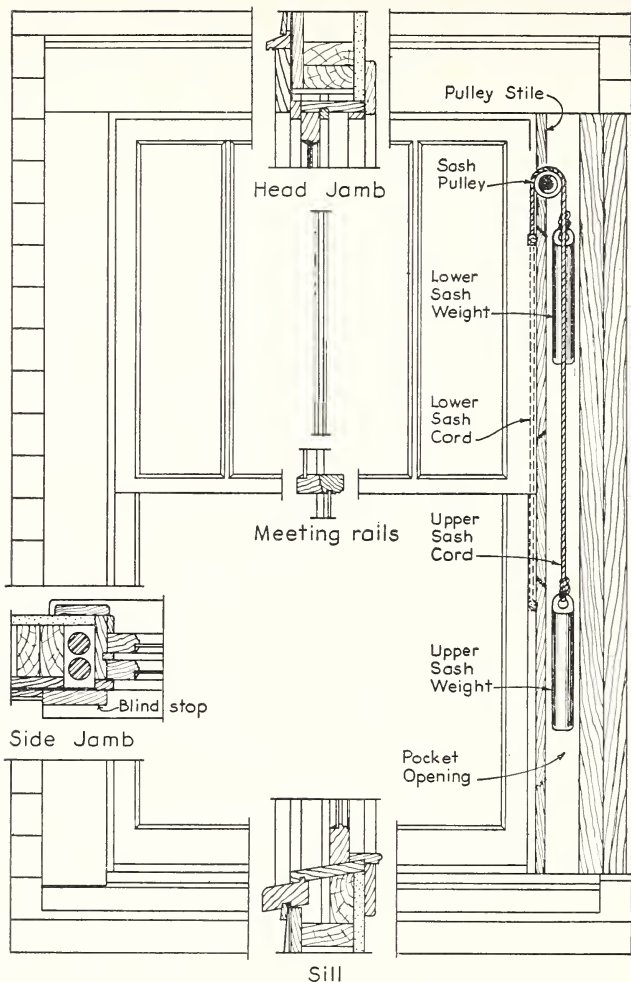 Pulley Stile
Head Jamb
Sash
Pulley
Lower
Sash
Weight
Lower
Sash
Cord
Meeting rails
Upper
Sash
Cord
Blind stop
Side Jamb
Upper
Sash
Weight
Pocket
Opening
Sill